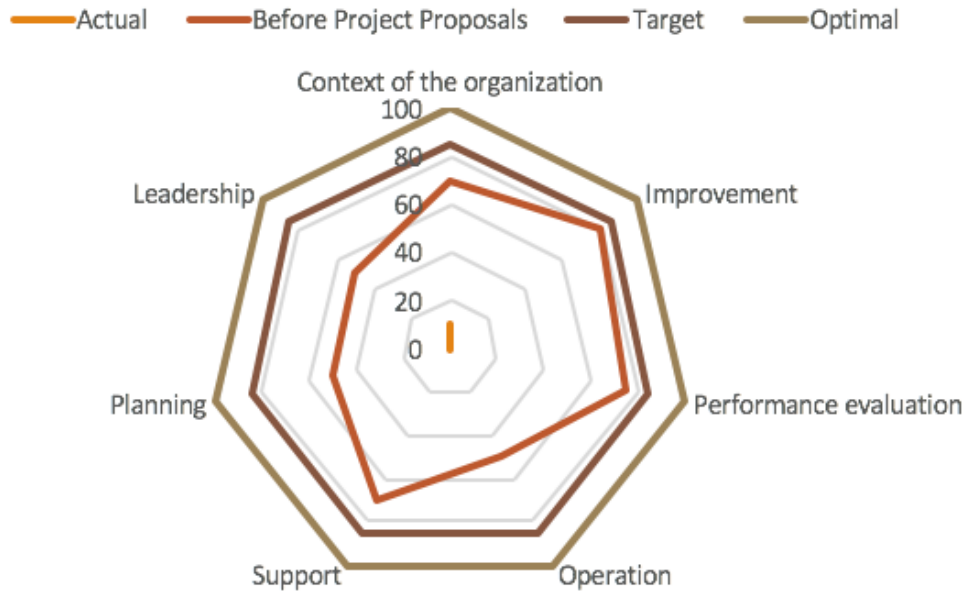 Actual Before Project Proposals Target Optimal
Context of the organization
100
80
Leadership
Improvement
60
40
20
0
Planning
Performance evaluation
Support
Operation